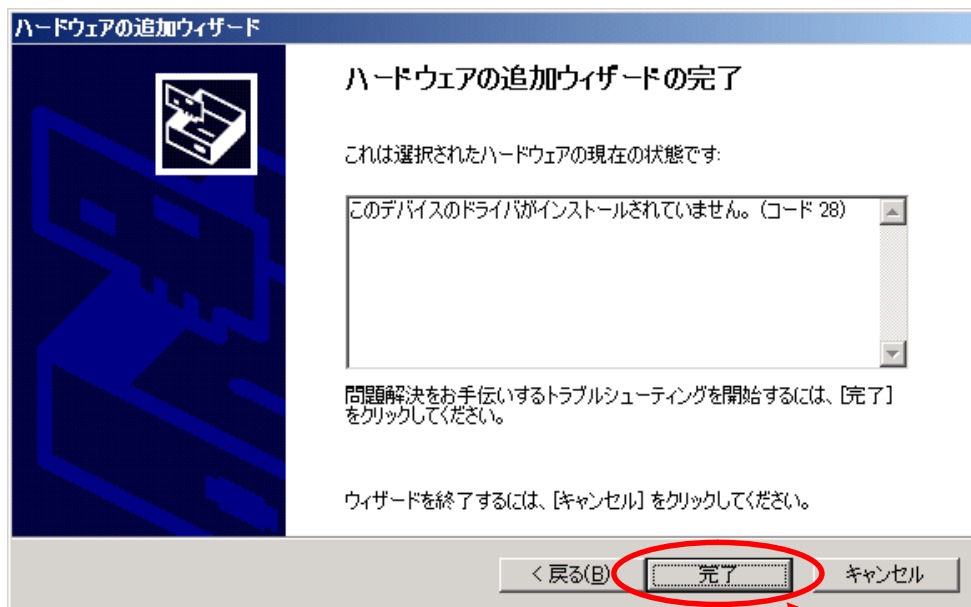 ハードウェアの追加ウィザード
ハードウェアの追加ウィザードの完了
これは選択されたハードウェアの現在の状態です:
このデバイスのドライバがインストールされていません。(コード 28)
問題解決をお手伝いするトラブルシューティングを開始するには、[完了]
をクリックしてください。
ウィザードを終了するには、[キャンセル] をクリックしてください。
< 戻る(B)
完了
キャンセル